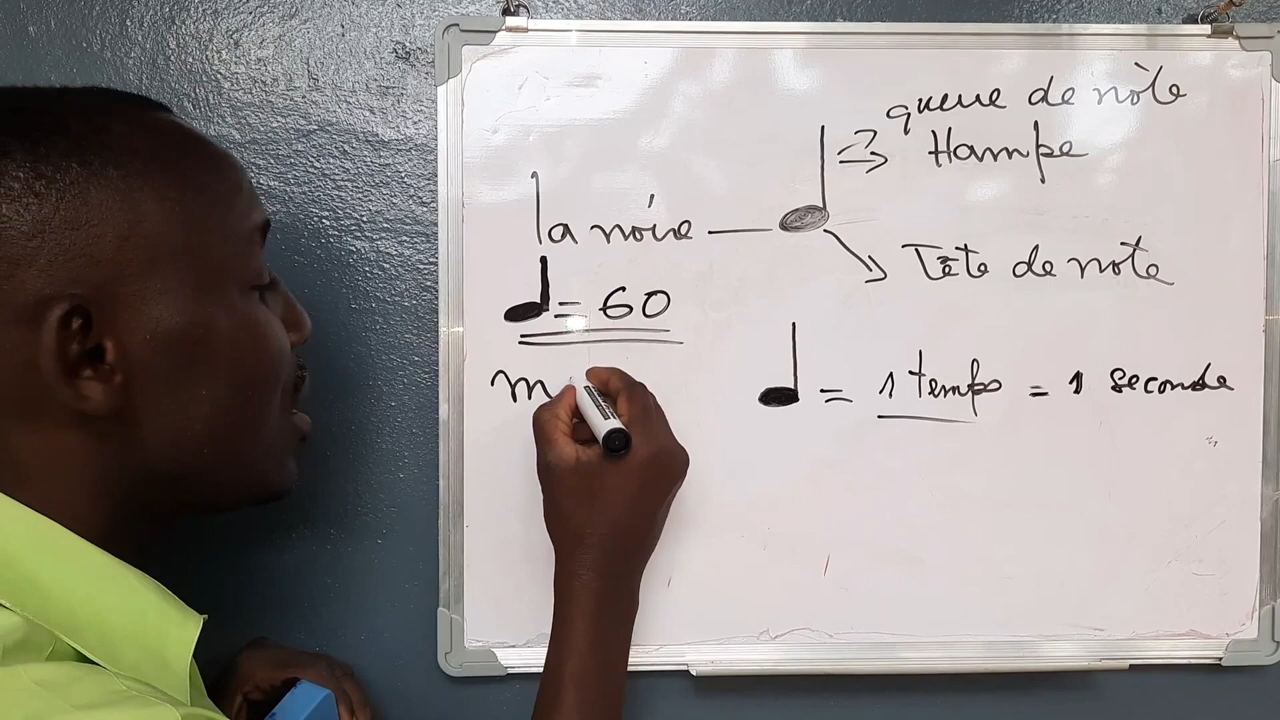 queue de note
Hampe
la noire
Tête de note
= 60
= 1 temps = 1 seconde
m